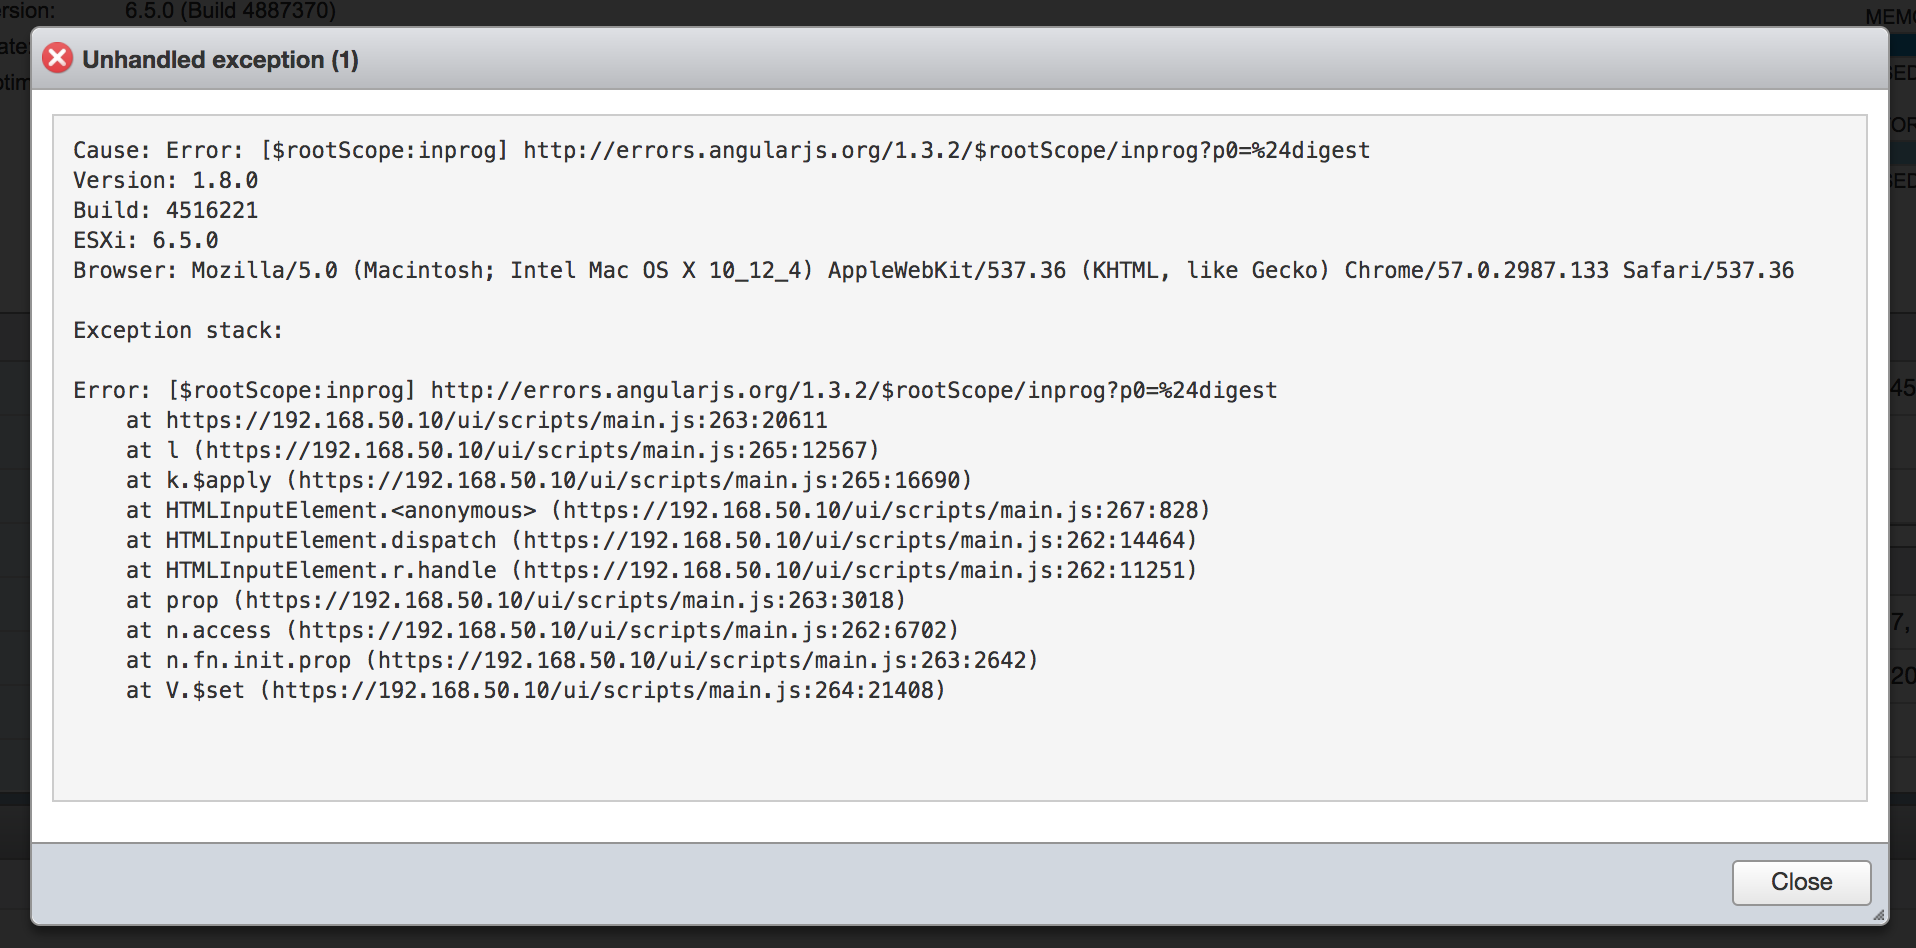 6.5.0 (Build 4887370)
Unhandled exception (1)
Cause: Error: [$rootScope:inprog] http://errors.angularjs.org/1.3.2/$rootScope/inprog?p0=%24digest
Version: 1.8.0
Build: 4516221
ESXi: 6.5.0
Browser: Mozilla/5.0 (Macintosh; Intel Mac OS X 10_12_4) AppleWebKit/537.36 (KHTML, like Gecko) Chrome/57.0.2987.133 Safari/537.36
Exception stack:
Error: [$rootScope:inprog] http://errors.angularjs.org/1.3.2/$rootScope/inprog?p0=%24digest
at https://192.168.50.10/ui/scripts/main.js:263:20611
at l (https://192.168.50.10/ui/scripts/main.js:265:12567)
at k.$apply (https://192.168.50.10/ui/scripts/main.js:265:16690)
at HTMLInputElement.<anonymous> (https://192.168.50.10/ui/scripts/main.js:267:828)
at HTMLInputElement.dispatch (https://192.168.50.10/ui/scripts/main.js:262:14464)
at HTMLInputElement.r.handle (https://192.168.50.10/ui/scripts/main.js:262:11251)
at prop (https://192.168.50.10/ui/scripts/main.js:263:3018)
at n.access (https://192.168.50.10/ui/scripts/main.js:262:6702)
at n.fn.init.prop (https://192.168.50.10/ui/scripts/main.js:263:2642)
at V.$set (https://192.168.50.10/ui/scripts/main.js:264:21408)
Close